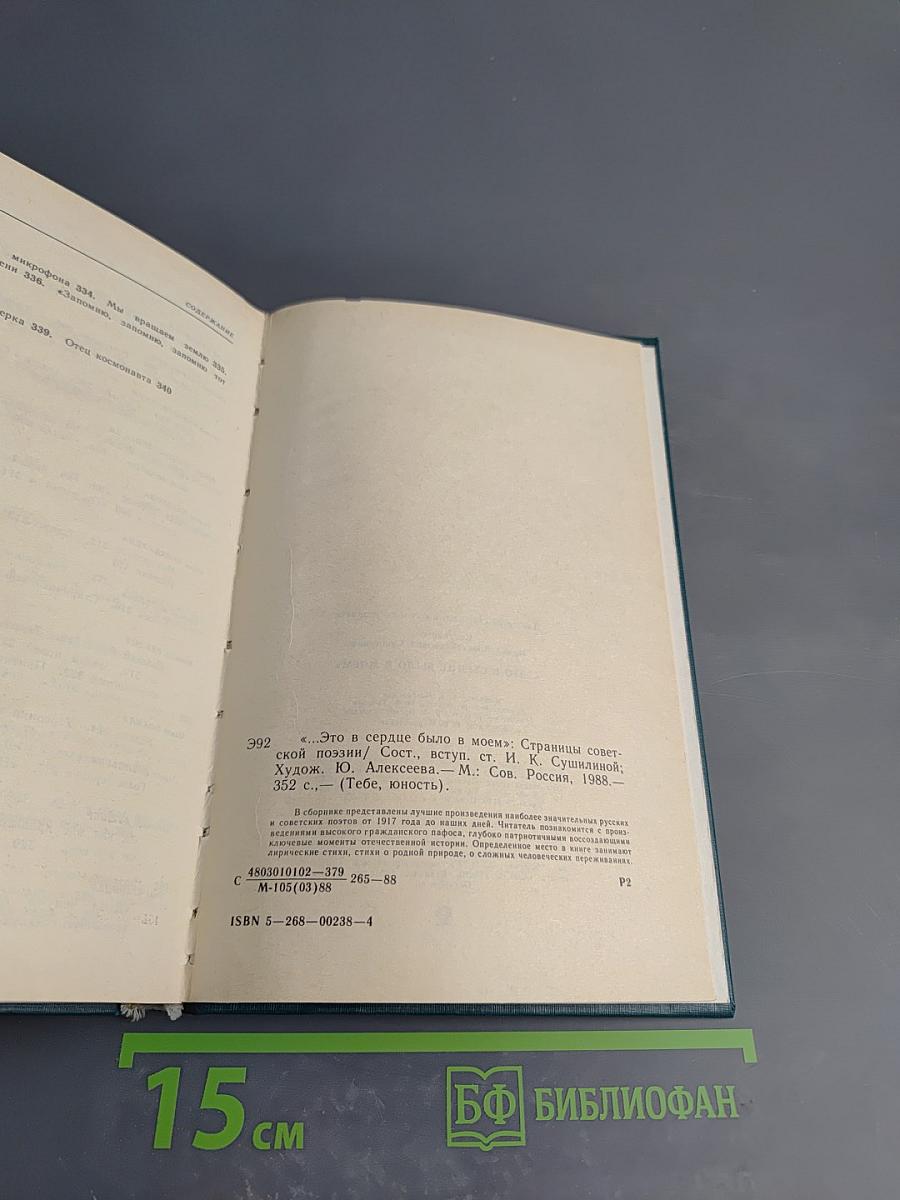 СОДЕРЖАНИЕ
микрофона 334. Мы вращаем землю 335.
336. «Запомню, запомню, запомню тот
339. Отец космонавта 340
Э92 «...Это в сердце было в моем»: Страницы совет-
ской поэзии/ Сост., вступ. ст. И. К. Сушилиной;
Худож. Ю. Алексеева.— М.: Сов. Россия, 1988.—
352 с.,— (Тебе, юность).
В сборнике представлены лучшие произведения наиболее значительных русских
и советских поэтов от 1917 года до наших дней. Читатель познакомится с произ-
ведениями высокого гражданского пафоса, глубоко патриотичными воссоздающими
ключевые моменты отечественной истории. Определенное место в книге занимают
лирические стихи, стихи о родной природе, о сложных человеческих переживаниях.
С 4803010102—379
М-105(03)88 265—88 Р2
ISBN 5—268—00238—4
15 см БФ БИБЛИОФАН